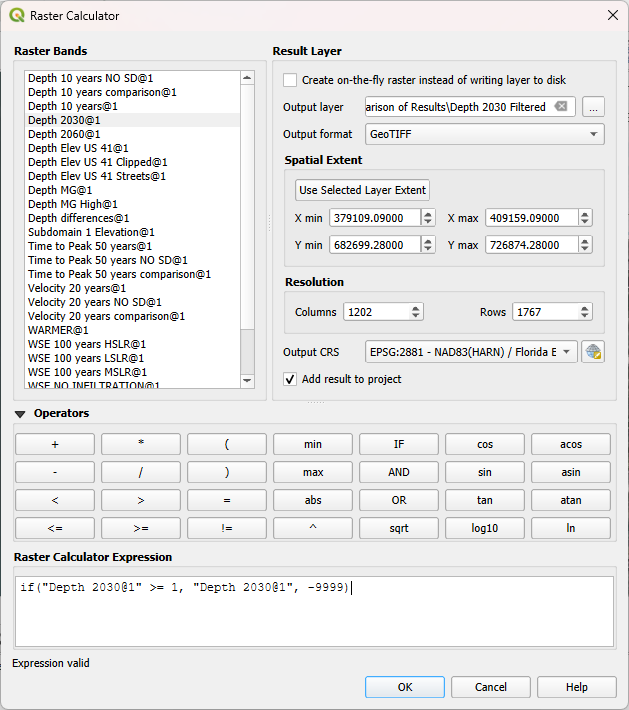 Raster Calculator
Raster Bands
Depth 10 years NO SD@1
Depth 10 years comparison@1
Depth 10 years@1
Depth 2030@1
Depth 2060@1
Depth Elev US 41@1
Depth Elev US 41 Clipped@1
Depth Elev US 41 Streets@1
Depth MG@1
Depth MG High@1
Depth differences@1
Subdomain 1 Elevation@1
Time to Peak 50 years@1
Time to Peak 50 years NO SD@1
Time to Peak 50 years comparison@1
Velocity 20 years@1
Velocity 20 years NO SD@1
Velocity 20 years comparison@1
WARMER@1
WSE 100 years HSLR@1
WSE 100 years LSLR@1
WSE 100 years MSLR@1
WSE NO INFILTRATION@1
Result Layer
Create on-the-fly raster instead of writing layer to disk
Output layer arison of Results\Depth 2030 Filtered ...
Output format GeoTIFF
Spatial Extent
Use Selected Layer Extent
X min 379109.09000 X max 409159.09000
Y min 682699.28000 Y max 726874.28000
Resolution
Columns 1202 Rows 1767
Output CRS EPSG:2881 - NAD83(HARN) / Florida E
Add result to project
Operators
+ * ( min IF cos acos
- / ) max AND sin asin
< > = abs OR tan atan
<= >= != ^ sqrt log10 ln
Raster Calculator Expression
if("Depth 2030@1" >= 1, "Depth 2030@1", -9999)
Expression valid
OK Cancel Help